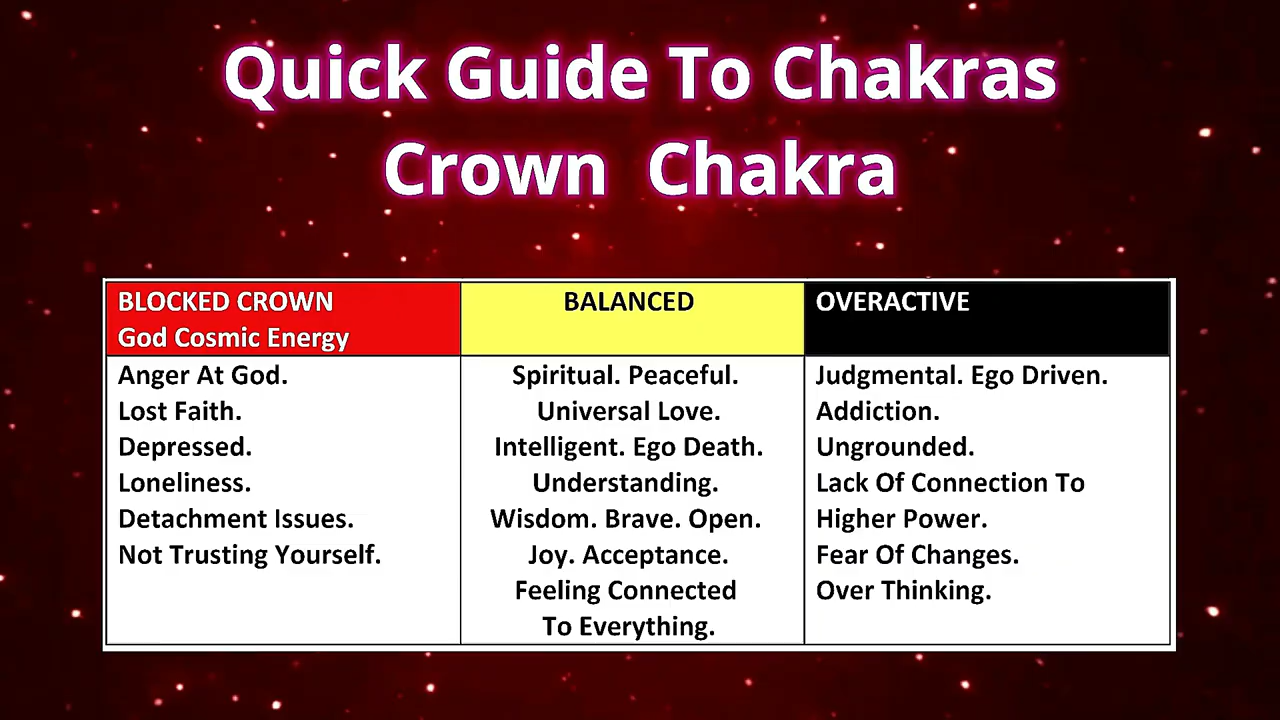 Quick Guide To Chakras
Crown Chakra
BLOCKED CROWN
God Cosmic Energy
Anger At God.
Lost Faith.
Depressed.
Loneliness.
Detachment Issues.
Not Trusting Yourself.
BALANCED
Spiritual. Peaceful.
Universal Love.
Intelligent. Ego Death.
Understanding.
Wisdom. Brave. Open.
Joy. Acceptance.
Feeling Connected
To Everything.
OVERACTIVE
Judgmental. Ego Driven.
Addiction.
Ungrounded.
Lack Of Connection To
Higher Power.
Fear Of Changes.
Over Thinking.